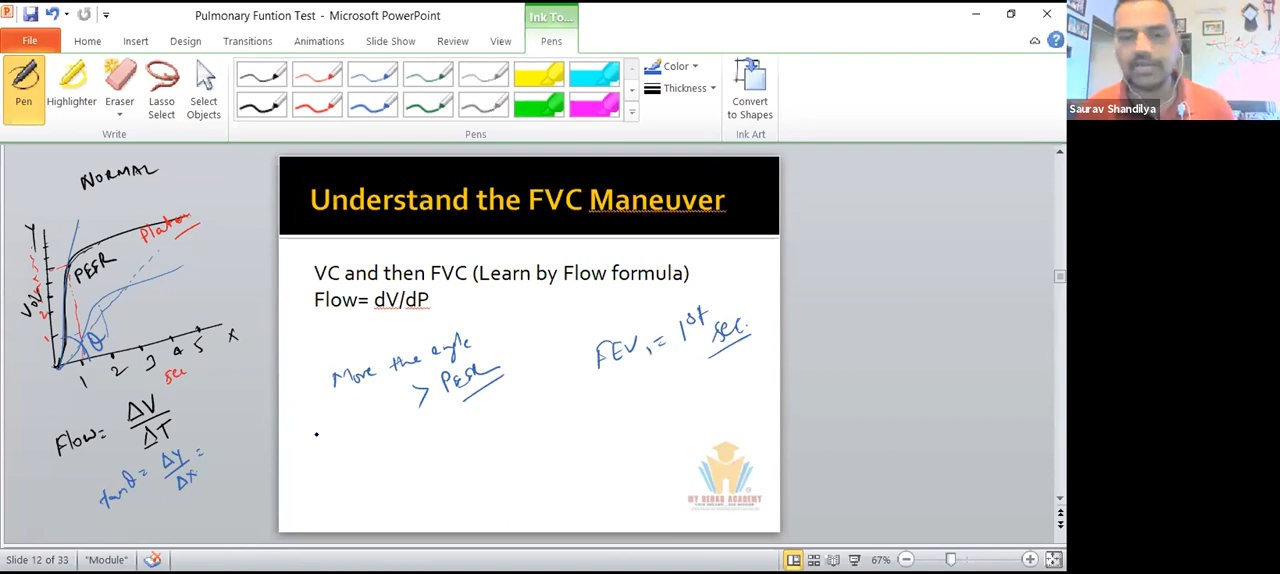 Pulmonary Funtion Test - Microsoft PowerPoint
Ink To...
File
Home
Insert
Design
Transitions
Animations
Slide Show
Review
View
Pens
Pen
Highlighter
Eraser
Lasso
Select
Select
Objects
Write
Pens
Color
Thickness
Convert
to Shapes
Ink Art
Saurav Shandilya
NORMAL
Y
Platou
PEFR
Vol
2
1
θ
1 2 3 4 5 X
sec
Flow= ΔV/ΔT
tanθ = ΔY/ΔX =
Understand the FVC Maneuver
VC and then FVC (Learn by Flow formula)
Flow= dV/dP
More the angle
> PEFR
FEV1 = 1st sec.
MY REHAB ACADEMY
Slide 12 of 33
"Module"
67%